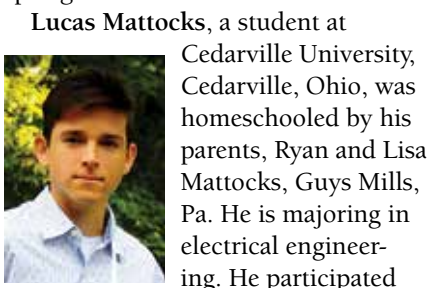 Lucas Mattocks, a student at
Cedarville University,
Cedarville, Ohio, was
homeschooled by his
parents, Ryan and Lisa
Mattocks, Guys Mills,
Pa. He is majoring in
electrical engineer-
ing. He participated